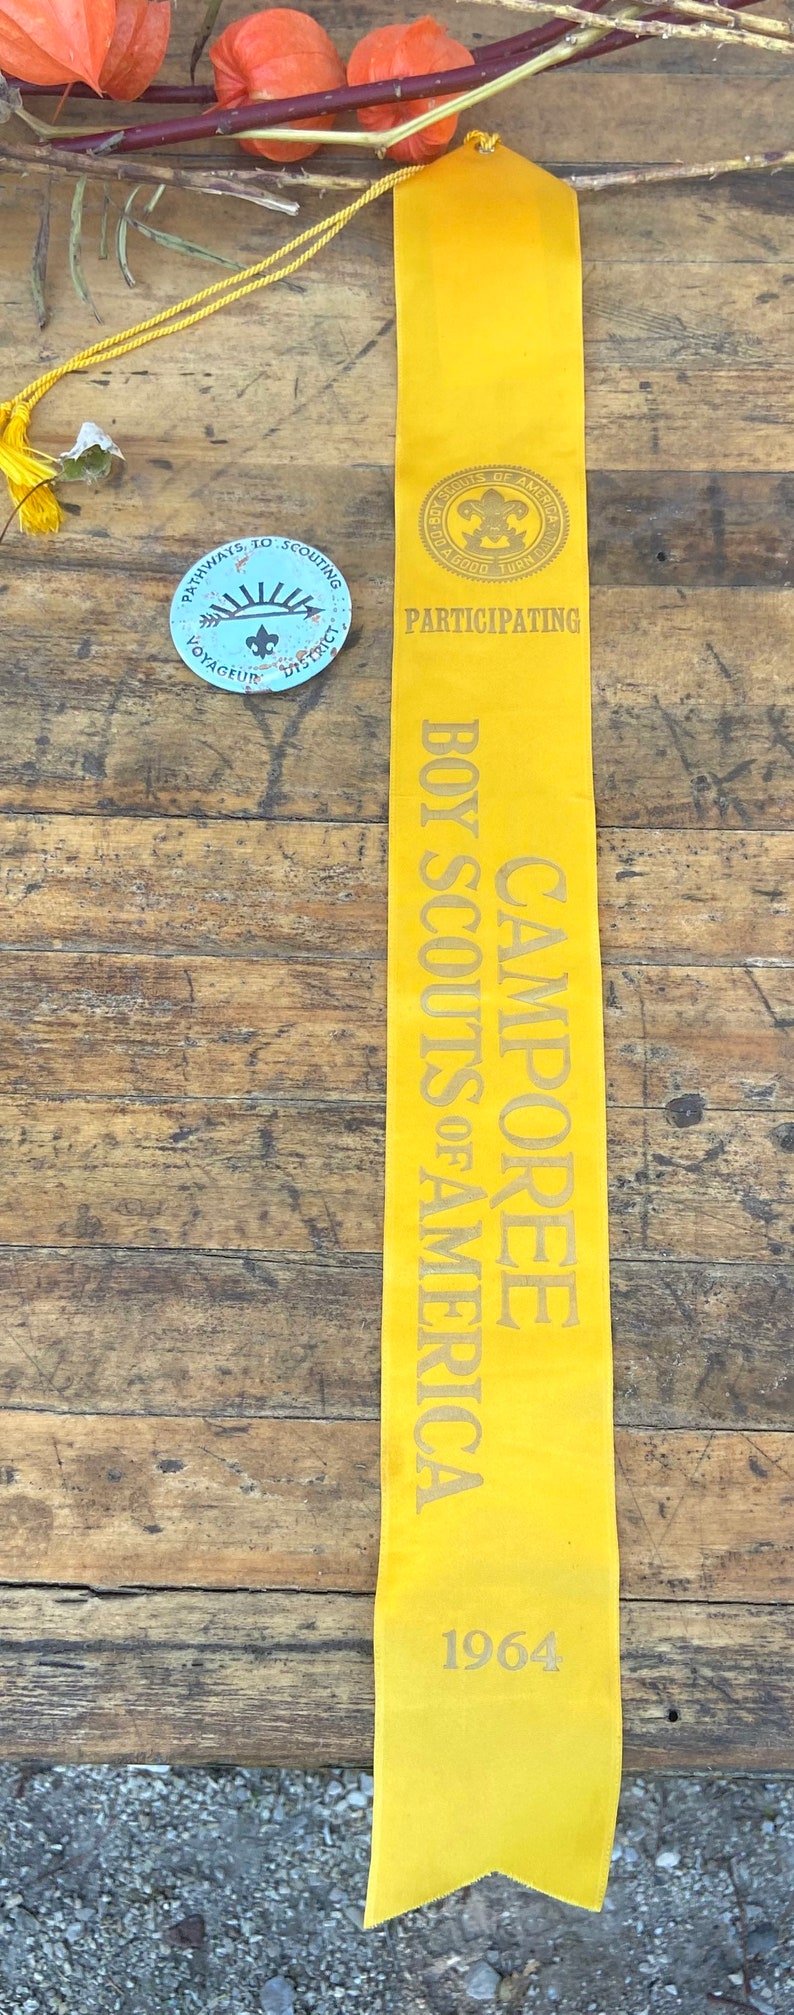 BOY SCOUTS OF AMERICA
DO A GOOD TURN DAILY
PARTICIPATING
CAMPOREE
BOY SCOUTS OF AMERICA
1964
PATHWAYS TO SCOUTING
VOYAGEUR DISTRICT